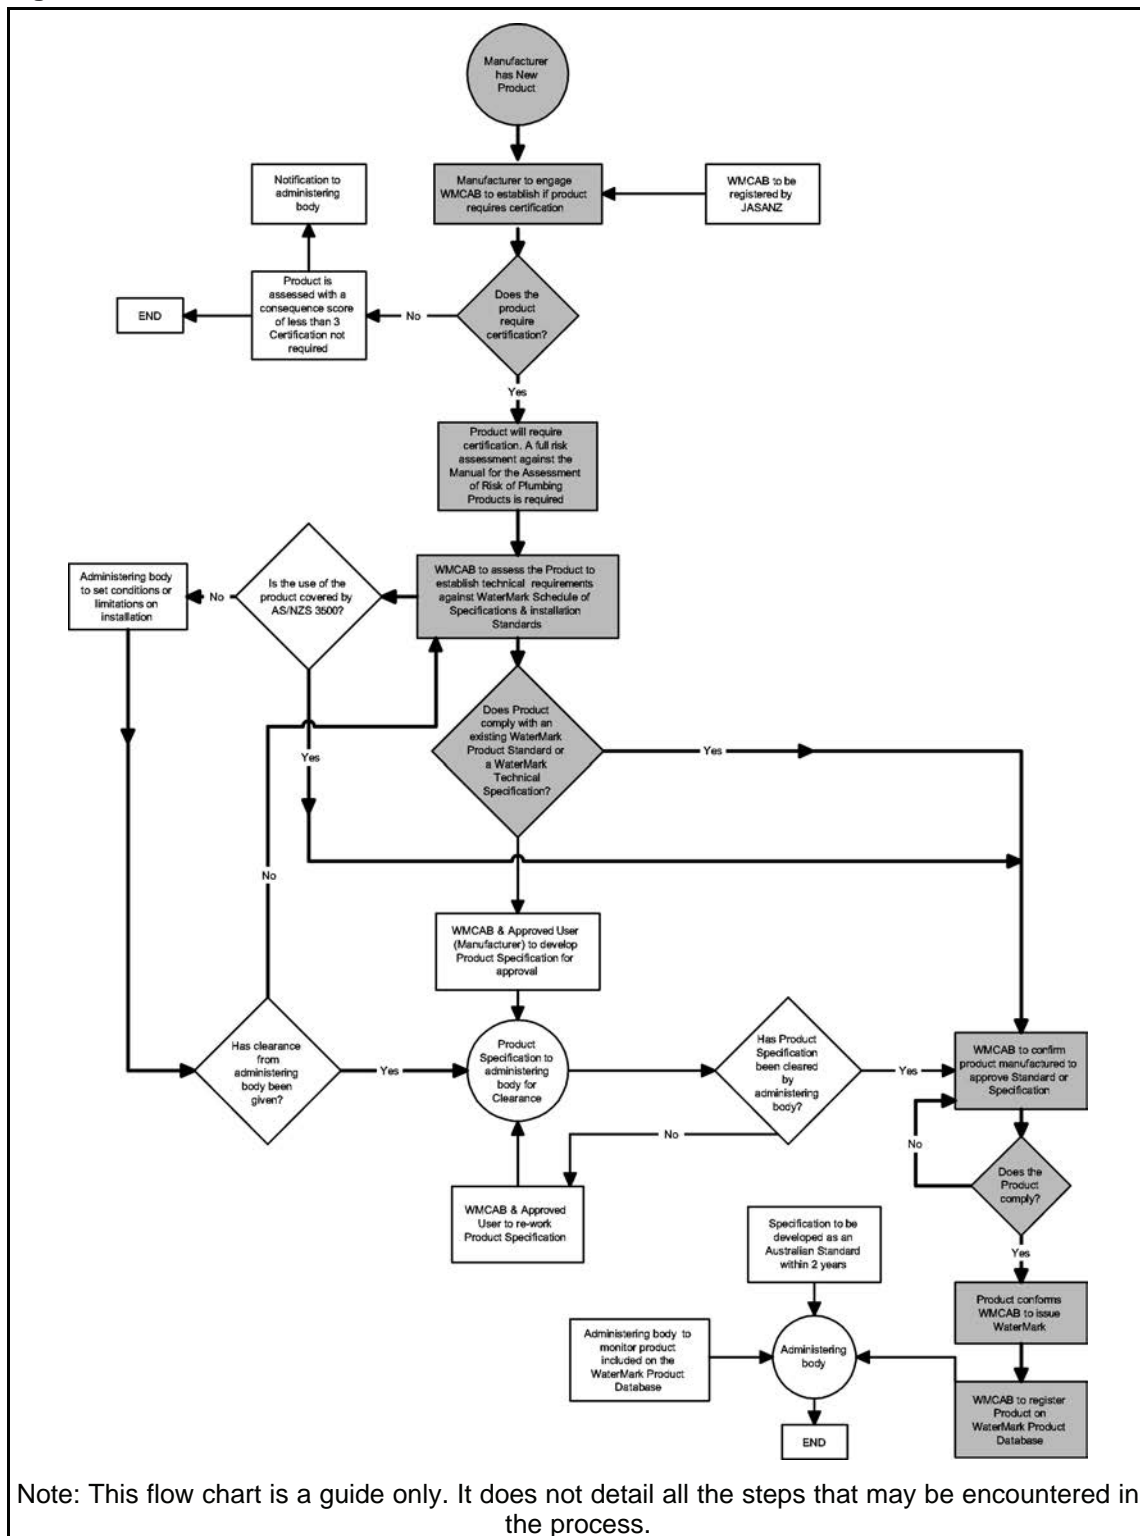 Manufacturer
has New
Product
Notification to
administering
body
Manufacturer to engage
WMCAB to establish if product
requires certification
WMCAB to be
registered by
JASANZ
END
Product is
assessed with a
consequence score
of less than 3
Certification not
required
No
Does the
product
require
certification?
Yes
Product will require
certification. A full risk
assessment against the
Manual for the Assessment
of Risk of Plumbing
Products is required
Administering body
to set conditions or
limitations on
installation
No
Is the use of the
product covered by
AS/NZS 3500?
WMCAB to assess the Product to
establish technical requirements
against WaterMark Schedule of
Specifications & installation
Standards
Does Product
comply with an
existing WaterMark
Product Standard or
a WaterMark
Technical
Specification?
Yes
Yes
No
WMCAB & Approved User
(Manufacturer) to develop
Product Specification for
approval
Has clearance
from
administering
body been
given?
Yes
Product
Specification to
administering
body for
Clearance
Has Product
Specification
been cleared
by
administering
body?
Yes
WMCAB to confirm
product manufactured to
approve Standard or
Specification
No
No
Does the
Product
comply?
WMCAB & Approved
User to re-work
Product Specification
Specification to be
developed as an
Australian Standard
within 2 years
Yes
Product conforms
WMCAB to issue
WaterMark
Administering body to
monitor product
included on the
WaterMark Product
Database
Administering
body
WMCAB to register
Product on
WaterMark Product
Database
END
Note: This flow chart is a guide only. It does not detail all the steps that may be encountered in
the process.